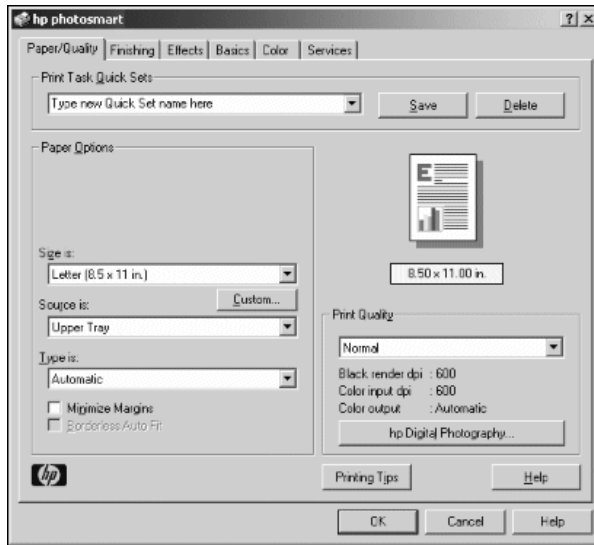 hp photosmart
Paper/Quality Finishing Effects Basics Color Services
Print Task Quick Sets
Type new Quick Set name here
Save
Delete
Paper Options
E
8.50 x 11.00 in.
Size is:
Letter (8.5 x 11 in.)
Custom...
Source is:
Upper Tray
Type is:
Automatic
Minimize Margins
Borderless Auto Fit
Print Quality
Normal
Black render dpi : 600
Color input dpi : 600
Color output : Automatic
hp Digital Photography...
hp
Printing Tips
Help
OK
Cancel
Help